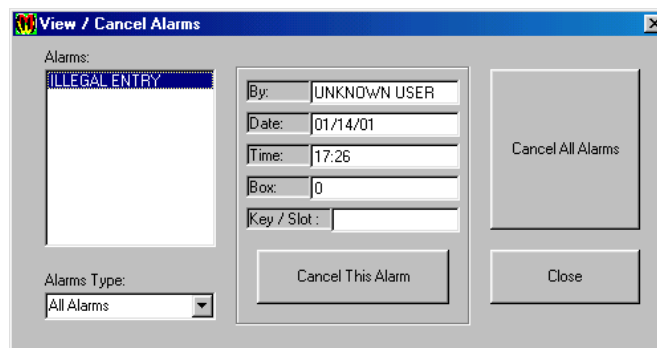 View / Cancel Alarms
Alarms:
ILLEGAL ENTRY
By: UNKNOWN USER
Date: 01/14/01
Time: 17:26
Box: 0
Key / Slot :
Cancel This Alarm
Cancel All Alarms
Close
Alarms Type:
All Alarms